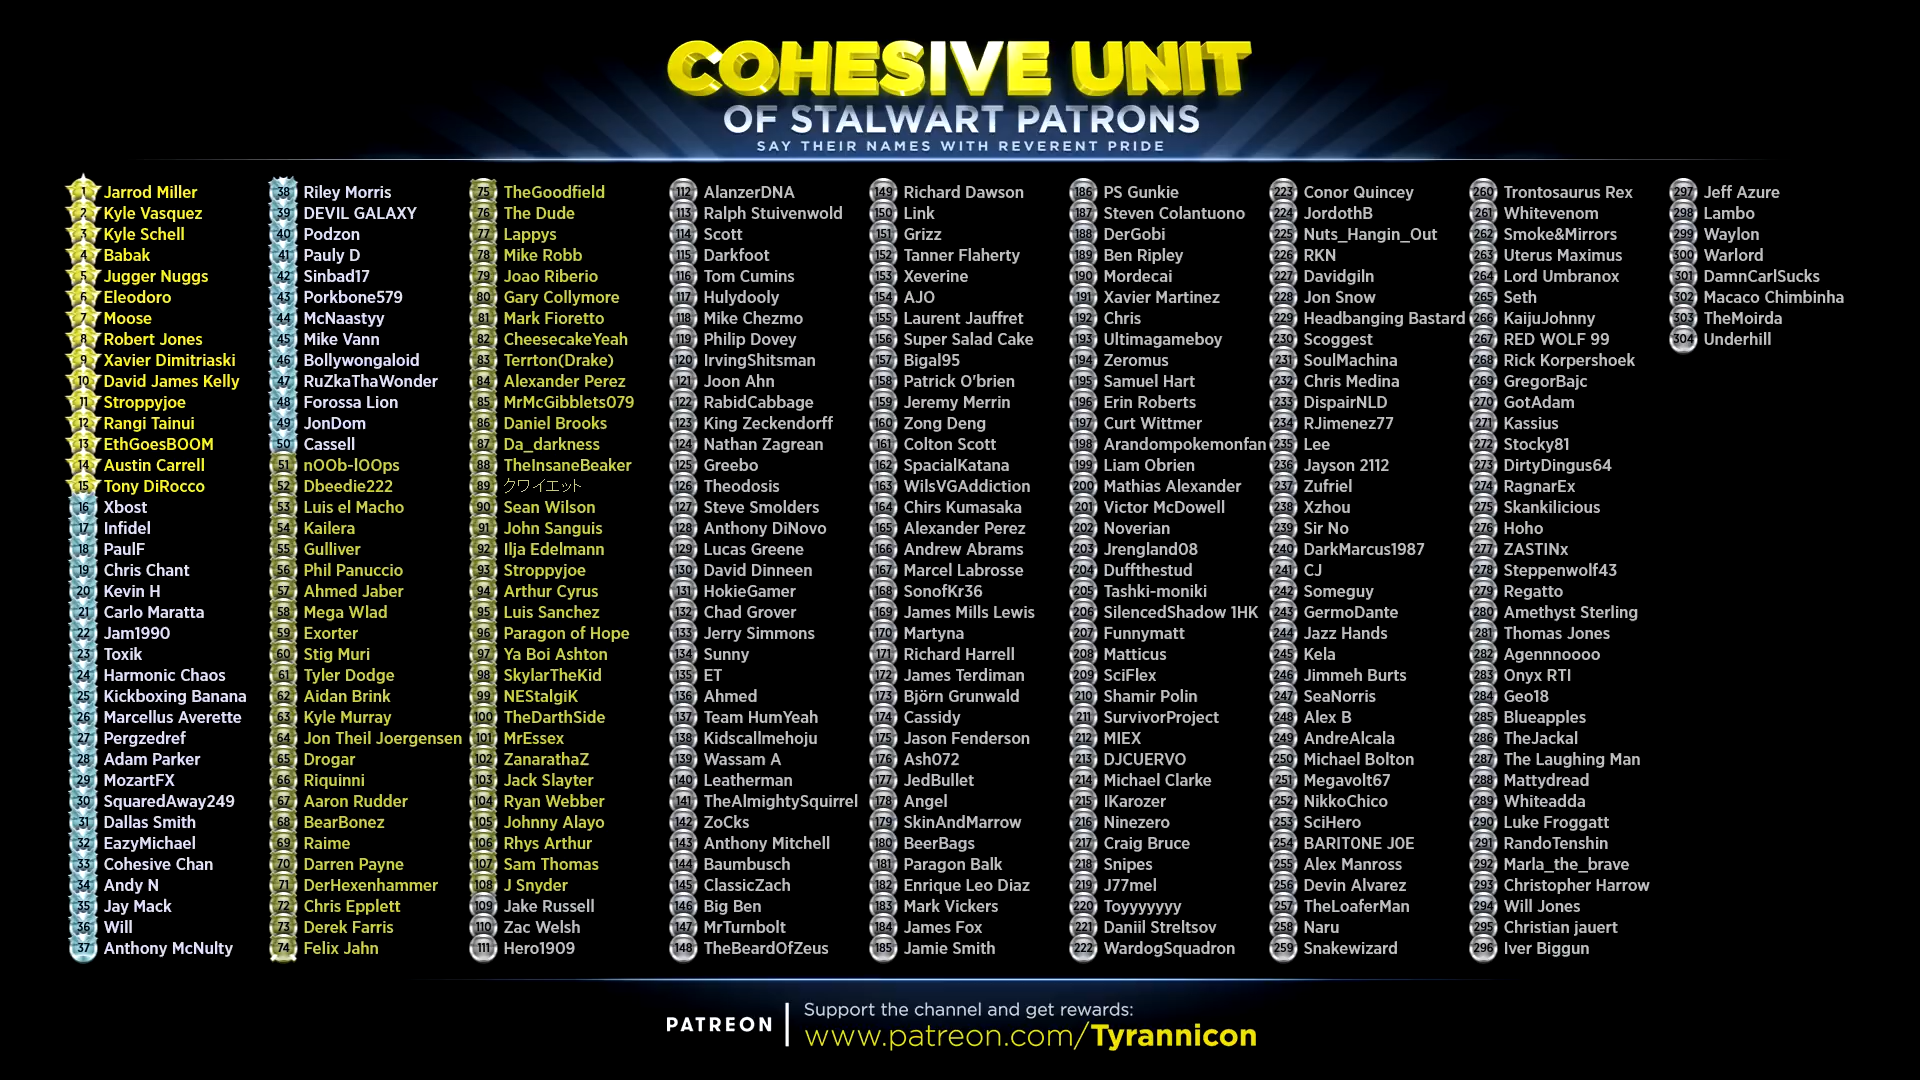 COHESIVE UNIT
OF STALWART PATRONS
SAY THEIR NAMES WITH REVERENT PRIDE
1 Jarrod Miller
2 Kyle Vasquez
3 Kyle Schell
4 Babak
5 Jugger Nuggs
6 Eleodoro
7 Moose
8 Robert Jones
9 Xavier Dimitriaski
10 David James Kelly
11 Stroppyjoe
12 Rangi Tainui
13 EthGoesBOOM
14 Austin Carrell
15 Tony DiRocco
16 Xbost
17 Infidel
18 PaulF
19 Chris Chant
20 Kevin H
21 Carlo Maratta
22 Jam1990
23 Toxik
24 Harmonic Chaos
25 Kickboxing Banana
26 Marcellus Averette
27 Pergzedref
28 Adam Parker
29 MozartFX
30 SquaredAway249
31 Dallas Smith
32 EazyMichael
33 Cohesive Chan
34 Andy N
35 Jay Mack
36 Will
37 Anthony McNulty
38 Riley Morris
39 DEVIL GALAXY
40 Podzon
41 Pauly D
42 Sinbad17
43 Porkbone579
44 McNaastyy
45 Mike Vann
46 Bollywongaloid
47 RuZkaThaWonder
48 Forossa Lion
49 JonDom
50 Cassell
51 nOOb-lOOps
52 Dbeedie222
53 Luis el Macho
54 Kailera
55 Gulliver
56 Phil Panuccio
57 Ahmed Jaber
58 Mega Wlad
59 Exorter
60 Stig Muri
61 Tyler Dodge
62 Aidan Brink
63 Kyle Murray
64 Jon Theil Joergensen
65 Drogar
66 Riquinni
67 Aaron Rudder
68 BearBonez
69 Raime
70 Darren Payne
71 DerHexenhammer
72 Chris Epplett
73 Derek Farris
74 Felix Jahn
75 TheGoodfield
76 The Dude
77 Lappys
78 Mike Robb
79 Joao Riberio
80 Gary Collymore
81 Mark Fioretto
82 CheesecakeYeah
83 Terrton(Drake)
84 Alexander Perez
85 MrMcGibblets079
86 Daniel Brooks
87 Da_darkness
88 TheInsaneBeaker
89 クワイエット
90 Sean Wilson
91 John Sanguis
92 Ilja Edelmann
93 Stroppyjoe
94 Arthur Cyrus
95 Luis Sanchez
96 Paragon of Hope
97 Ya Boi Ashton
98 SkylarTheKid
99 NEStalgiK
100 TheDarthSide
101 MrEssex
102 ZanarathaZ
103 Jack Slayter
104 Ryan Webber
105 Johnny Alayo
106 Rhys Arthur
107 Sam Thomas
108 J Snyder
109 Jake Russell
110 Zac Welsh
111 Hero1909
112 AlanzerDNA
113 Ralph Stuivenwold
114 Scott
115 Darkfoot
116 Tom Cumins
117 Hulydooly
118 Mike Chezmo
119 Philip Dovey
120 IrvingShitsman
121 Joon Ahn
122 RabidCabbage
123 King Zeckendorff
124 Nathan Zagrean
125 Greebo
126 Theodosis
127 Steve Smolders
128 Anthony DiNovo
129 Lucas Greene
130 David Dinneen
131 HokieGamer
132 Chad Grover
133 Jerry Simmons
134 Sunny
135 ET
136 Ahmed
137 Team HumYeah
138 Kidscallmehoju
139 Wassam A
140 Leatherman
141 TheAlmightySquirrel
142 ZoCks
143 Anthony Mitchell
144 Baumbusch
145 ClassicZach
146 Big Ben
147 MrTurnbolt
148 TheBeardOfZeus
149 Richard Dawson
150 Link
151 Grizz
152 Tanner Flaherty
153 Xeverine
154 AJO
155 Laurent Jauffret
156 Super Salad Cake
157 Bigal95
158 Patrick O'brien
159 Jeremy Merrin
160 Zong Deng
161 Colton Scott
162 SpacialKatana
163 WilsVGAddiction
164 Chirs Kumasaka
165 Alexander Perez
166 Andrew Abrams
167 Marcel Labrosse
168 SonofKr36
169 James Mills Lewis
170 Martyna
171 Richard Harrell
172 James Terdiman
173 Björn Grunwald
174 Cassidy
175 Jason Fenderson
176 Ash072
177 JedBullet
178 Angel
179 SkinAndMarrow
180 BeerBags
181 Paragon Balk
182 Enrique Leo Diaz
183 Mark Vickers
184 James Fox
185 Jamie Smith
186 PS Gunkie
187 Steven Colantuono
188 DerGobi
189 Ben Ripley
190 Mordecai
191 Xavier Martinez
192 Chris
193 Ultimagameboy
194 Zeromus
195 Samuel Hart
196 Erin Roberts
197 Curt Wittmer
198 Arandompokemonfan
199 Liam Obrien
200 Mathias Alexander
201 Victor McDowell
202 Noverian
203 Jrengland08
204 Duffthestud
205 Tashki-moniki
206 SilencedShadow 1HK
207 Funnymatt
208 Matticus
209 SciFlex
210 Shamir Polin
211 SurvivorProject
212 MIEX
213 DJCUERVO
214 Michael Clarke
215 IKarozer
216 Ninezero
217 Craig Bruce
218 Snipes
219 J77mel
220 Toyyyyyyy
221 Daniil Streltsov
222 WardogSquadron
223 Conor Quincey
224 JordothB
225 Nuts_Hangin_Out
226 RKN
227 Davidgiln
228 Jon Snow
229 Headbanging Bastard
230 Scoggest
231 SoulMachina
232 Chris Medina
233 DispairNLD
234 RJimenez77
235 Lee
236 Jayson 2112
237 Zufriel
238 Xzhou
239 Sir No
240 DarkMarcus1987
241 CJ
242 Someguy
243 GermoDante
244 Jazz Hands
245 Kela
246 Jimmeh Burts
247 SeaNorris
248 Alex B
249 AndreAlcala
250 Michael Bolton
251 Megavolt67
252 NikkoChico
253 SciHero
254 BARITONE JOE
255 Alex Manross
256 Devin Alvarez
257 TheLoaferMan
258 Naru
259 Snakewizard
260 Trontosaurus Rex
261 Whitevenom
262 Smoke&Mirrors
263 Uterus Maximus
264 Lord Umbranox
265 Seth
266 KaijuJohnny
267 RED WOLF 99
268 Rick Korpershoek
269 GregorBajc
270 GotAdam
271 Kassius
272 Stocky81
273 DirtyDingus64
274 RagnarEx
275 Skankilicious
276 Hoho
277 ZASTINx
278 Steppenwolf43
279 Regatto
280 Amethyst Sterling
281 Thomas Jones
282 Agennnoooo
283 Onyx RTI
284 Geo18
285 Blueapples
286 TheJackal
287 The Laughing Man
288 Mattydread
289 Whiteadda
290 Luke Froggatt
291 RandoTenshin
292 Marla_the_brave
293 Christopher Harrow
294 Will Jones
295 Christian jauert
296 Iver Biggun
297 Jeff Azure
298 Lambo
299 Waylon
300 Warlord
301 DamnCarlSucks
302 Macaco Chimbinha
303 TheMoirda
304 Underhill
PATREON
Support the channel and get rewards:
www.patreon.com/Tyrannicon